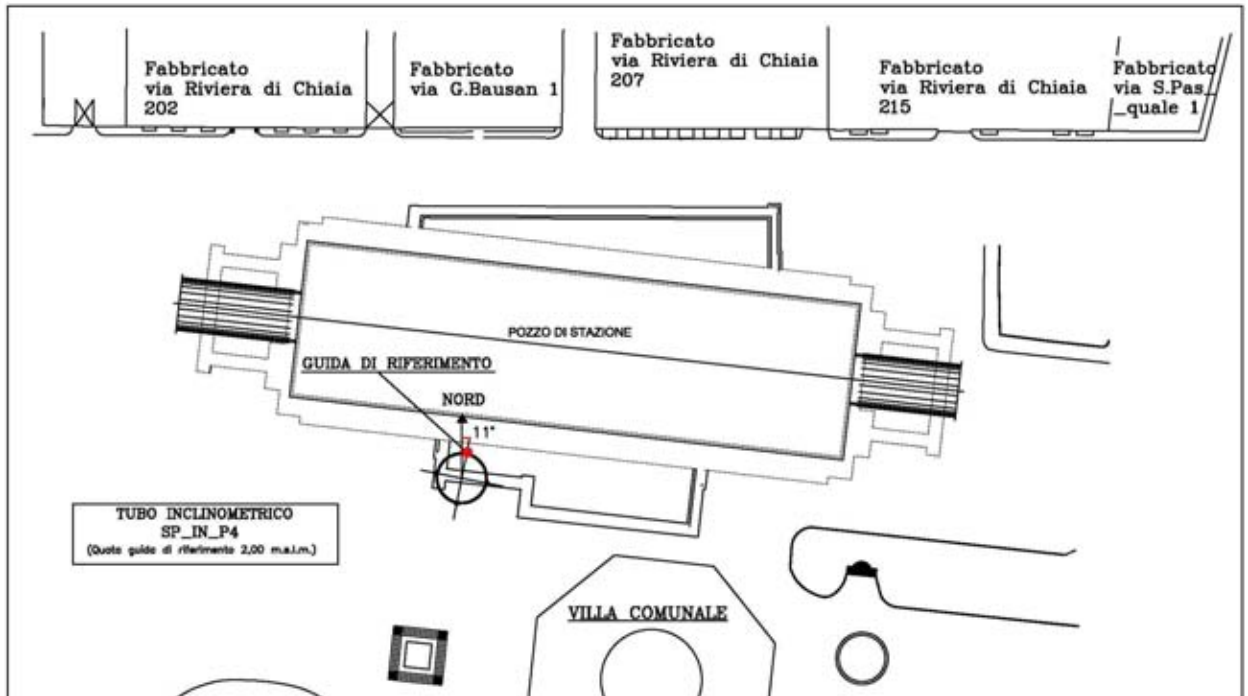 Fabbricato
via Riviera di Chiaia
202
Fabbricato
via G.Bausan 1
Fabbricato
via Riviera di Chiaia
207
Fabbricato
via Riviera di Chiaia
215
Fabbricato
via S.Pas_
_quale 1
POZZO DI STAZIONE
GUIDA DI RIFERIMENTO
NORD
11°
TUBO INCLINOMETRICO
SP_IN_P4
(Quota guida di riferimento 2,00 m.s.l.m.)
VILLA COMUNALE